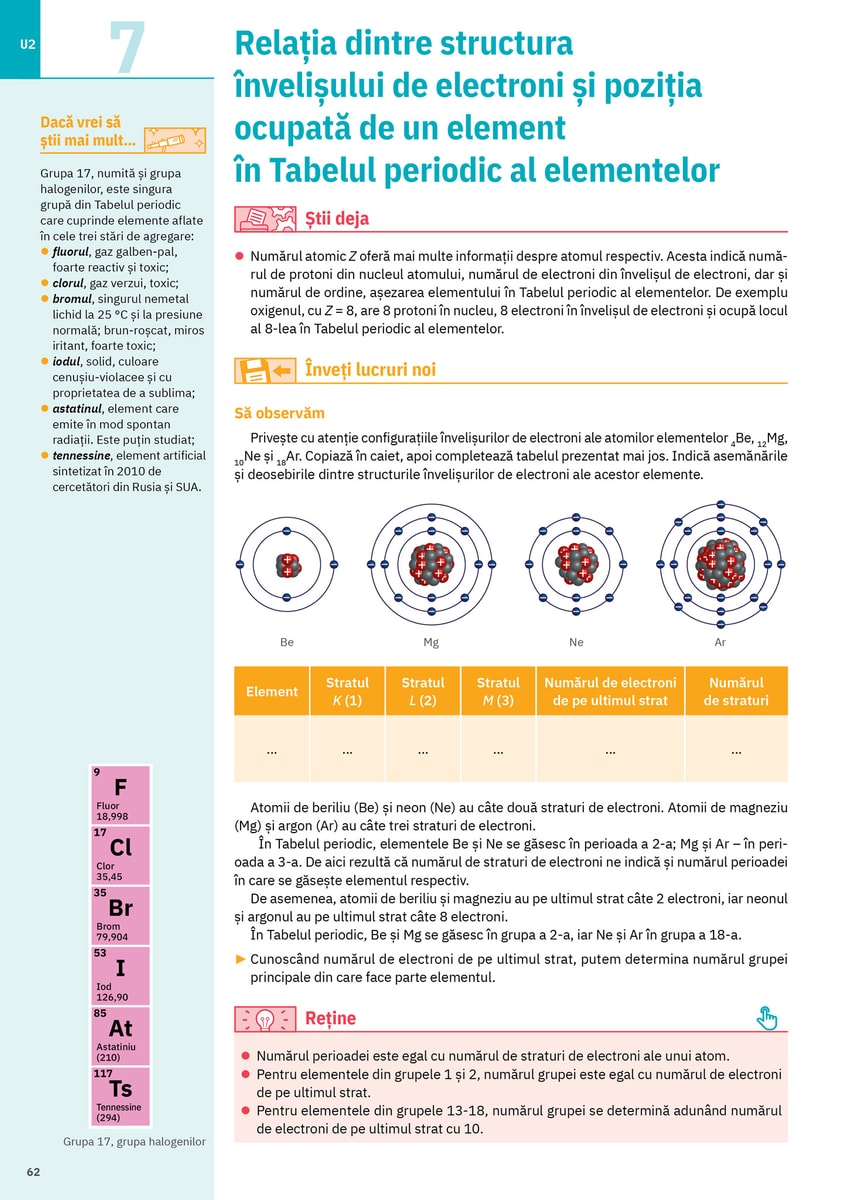 U2
7
Relația dintre structura
învelișului de electroni și poziția
ocupată de un element
în Tabelul periodic al elementelor
Dacă vrei să
știi mai mult...
Grupa 17, numită și grupa
halogenilor, este singura
grupă din Tabelul periodic
care cuprinde elemente aflate
în cele trei stări de agregare:
● fluorul, gaz galben-pal,
foarte reactiv și toxic;
● clorul, gaz verzui, toxic;
● bromul, singurul nemetal
lichid la 25 °C și la presiune
normală; brun-roșcat, miros
iritant, foarte toxic;
● iodul, solid, culoare
cenușiu-violacee și cu
proprietatea de a sublima;
● astatinul, element care
emite în mod spontan
radiații. Este puțin studiat;
● tennessine, element artificial
sintetizat în 2010 de
cercetători din Rusia și SUA.
9
F
Fluor
18,998
17
Cl
Clor
35,45
35
Br
Brom
79,904
53
I
Iod
126,90
85
At
Astatiniu
(210)
117
Ts
Tennessine
(294)
Grupa 17, grupa halogenilor
Știi deja
● Numărul atomic Z oferă mai multe informații despre atomul respectiv. Acesta indică numă-
rul de protoni din nucleul atomului, numărul de electroni din învelișul de electroni, dar și
numărul de ordine, așezarea elementului în Tabelul periodic al elementelor. De exemplu
oxigenul, cu Z = 8, are 8 protoni în nucleu, 8 electroni în învelișul de electroni și ocupă locul
al 8-lea în Tabelul periodic al elementelor.
Înveți lucruri noi
Să observăm
Privește cu atenție configurațiile învelișurilor de electroni ale atomilor elementelor ₄Be, ₁₂Mg,
₁₀Ne și ₁₈Ar. Copiază în caiet, apoi completează tabelul prezentat mai jos. Indică asemănările
și deosebirile dintre structurile învelișurilor de electroni ale acestor elemente.
Be Mg Ne Ar
Element Stratul K (1) Stratul L (2) Stratul M (3) Numărul de electroni de pe ultimul strat Numărul de straturi
... ... ... ... ... ...
Atomii de beriliu (Be) și neon (Ne) au câte două straturi de electroni. Atomii de magneziu
(Mg) și argon (Ar) au câte trei straturi de electroni.
În Tabelul periodic, elementele Be și Ne se găsesc în perioada a 2-a; Mg și Ar – în peri-
oada a 3-a. De aici rezultă că numărul de straturi de electroni ne indică și numărul perioadei
în care se găsește elementul respectiv.
De asemenea, atomii de beriliu și magneziu au pe ultimul strat câte 2 electroni, iar neonul
și argonul au pe ultimul strat câte 8 electroni.
În Tabelul periodic, Be și Mg se găsesc în grupa a 2-a, iar Ne și Ar în grupa a 18-a.
► Cunoscând numărul de electroni de pe ultimul strat, putem determina numărul grupei
principale din care face parte elementul.
Reține
● Numărul perioadei este egal cu numărul de straturi de electroni ale unui atom.
● Pentru elementele din grupele 1 și 2, numărul grupei este egal cu numărul de electroni
de pe ultimul strat.
● Pentru elementele din grupele 13-18, numărul grupei se determină adunând numărul
de electroni de pe ultimul strat cu 10.
62